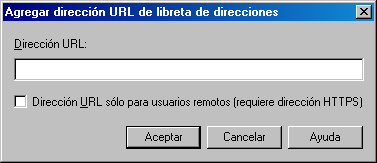 Agregar dirección URL de libreta de direcciones
Dirección URL:
Dirección URL sólo para usuarios remotos (requiere dirección HTTPS)
Aceptar
Cancelar
Ayuda